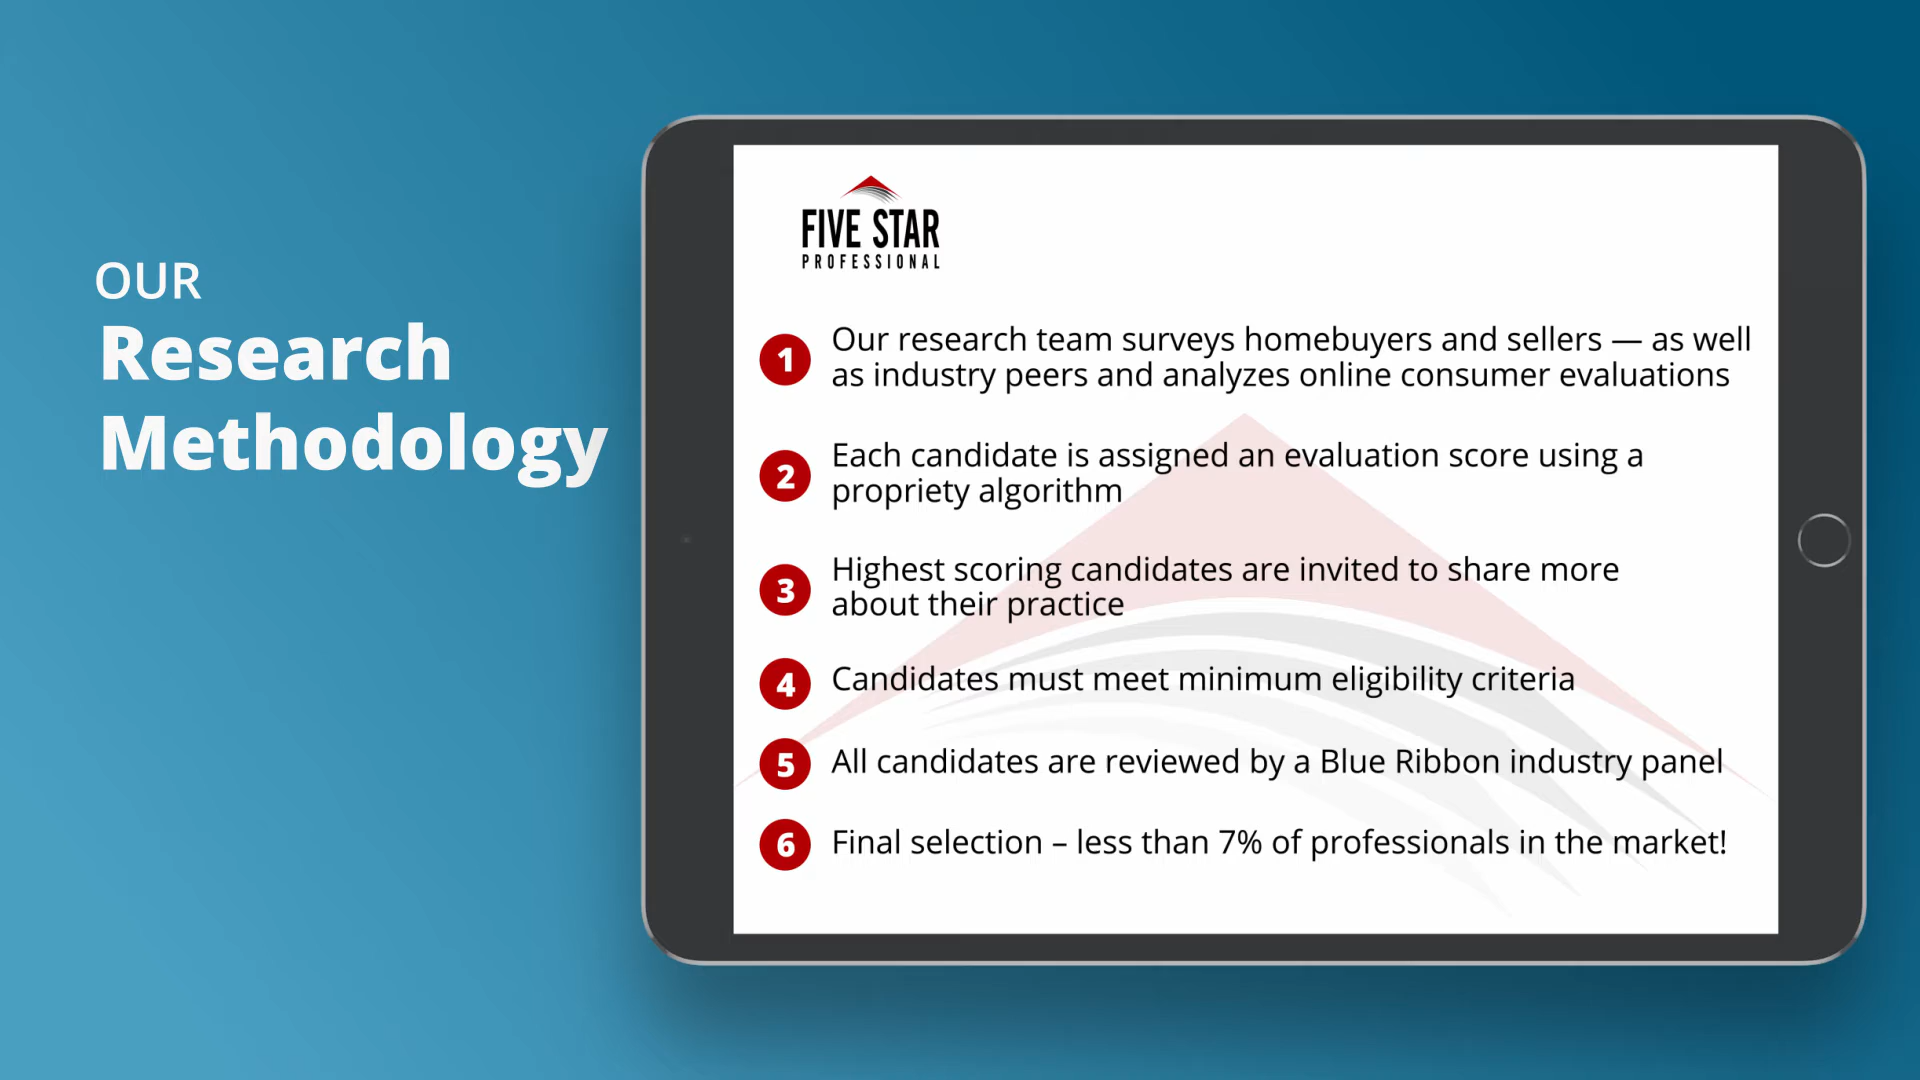 OUR
Research
Methodology
FIVE STAR
PROFESSIONAL
1 Our research team surveys homebuyers and sellers — as well
as industry peers and analyzes online consumer evaluations
2 Each candidate is assigned an evaluation score using a
propriety algorithm
3 Highest scoring candidates are invited to share more
about their practice
4 Candidates must meet minimum eligibility criteria
5 All candidates are reviewed by a Blue Ribbon industry panel
6 Final selection – less than 7% of professionals in the market!